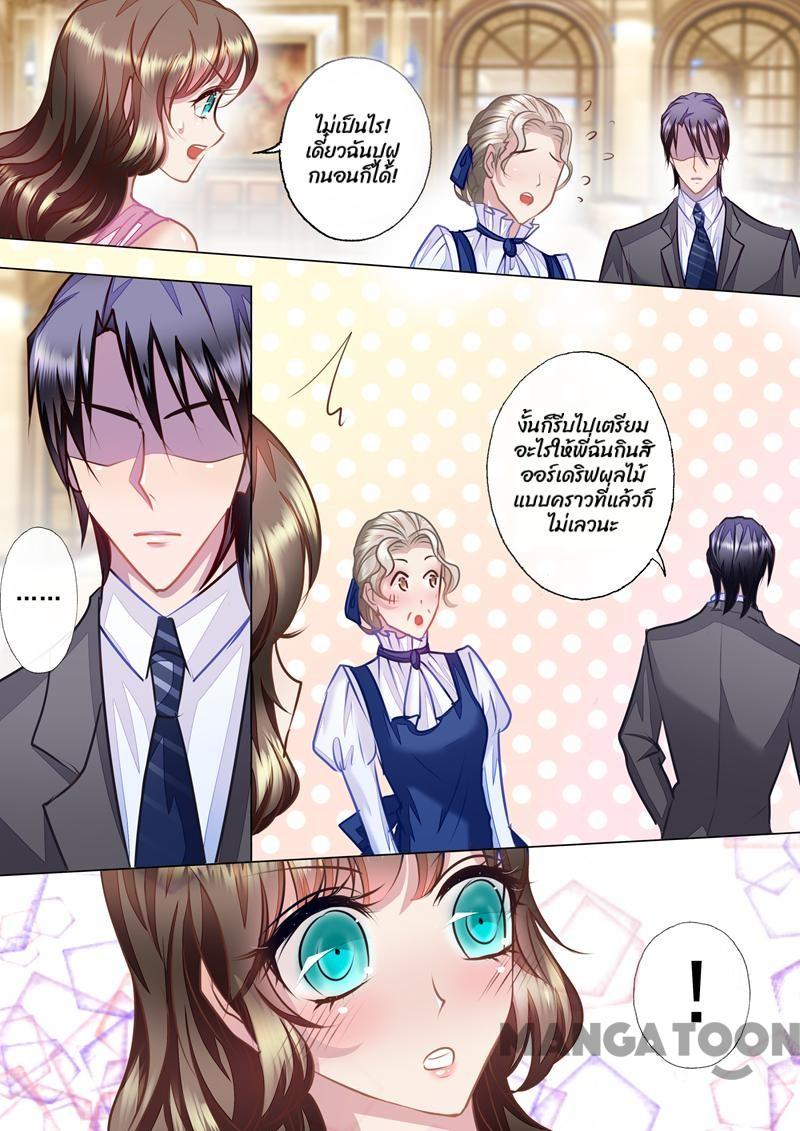 ไม่เป็นไร!
เดี๋ยวฉันปูฟู
กนอนก็ได้!
งั้นก็รีบไปเตรียม
อะไรให้พี่ฉันกินสิ
ออร์เดริฟผลไม้
แบบคราวที่แล้วก็
ไม่เลวนะ
......
!
MANGATOON